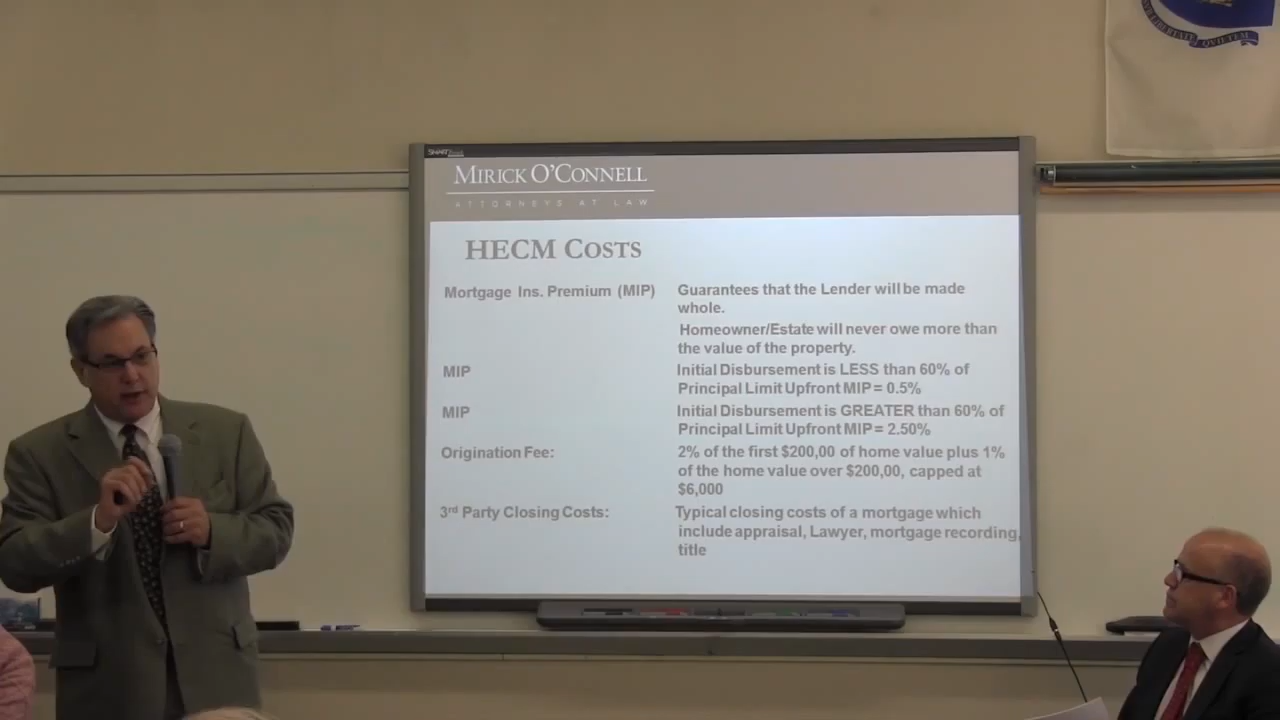 LIBERTATE QUIETEM
SMART
MIRICK O'CONNELL
ATTORNEYS AT LAW
HECM COSTS
Mortgage Ins. Premium (MIP)
Guarantees that the Lender will be made
whole.
Homeowner/Estate will never owe more than
the value of the property.
MIP
Initial Disbursement is LESS than 60% of
Principal Limit Upfront MIP = 0.5%
MIP
Initial Disbursement is GREATER than 60% of
Principal Limit Upfront MIP = 2.50%
Origination Fee:
2% of the first $200,00 of home value plus 1%
of the home value over $200,00, capped at
$6,000
3rd Party Closing Costs:
Typical closing costs of a mortgage which
include appraisal, Lawyer, mortgage recording,
title